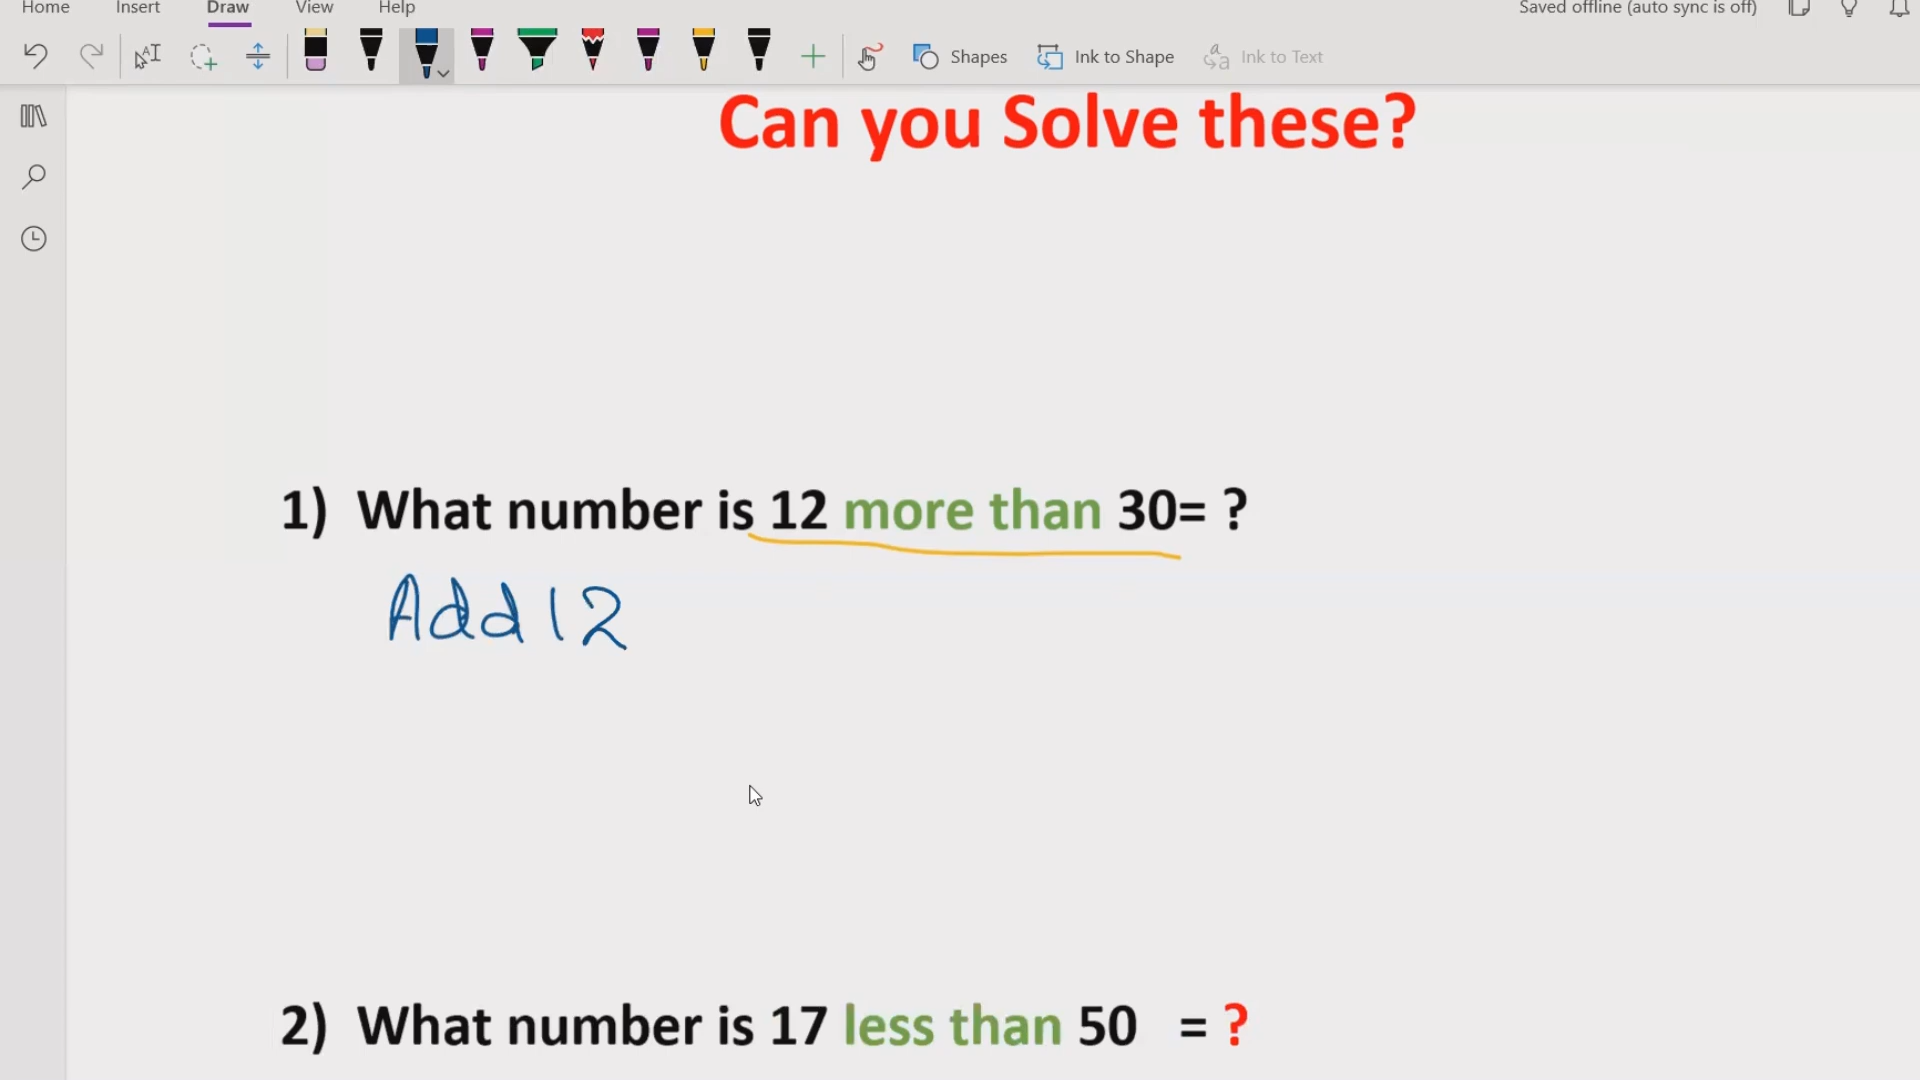 Home Insert Draw View Help Saved offline (auto sync is off)
Shapes Ink to Shape Ink to Text
Can you Solve these?
1) What number is 12 more than 30= ?
Add 12
2) What number is 17 less than 50 = ?